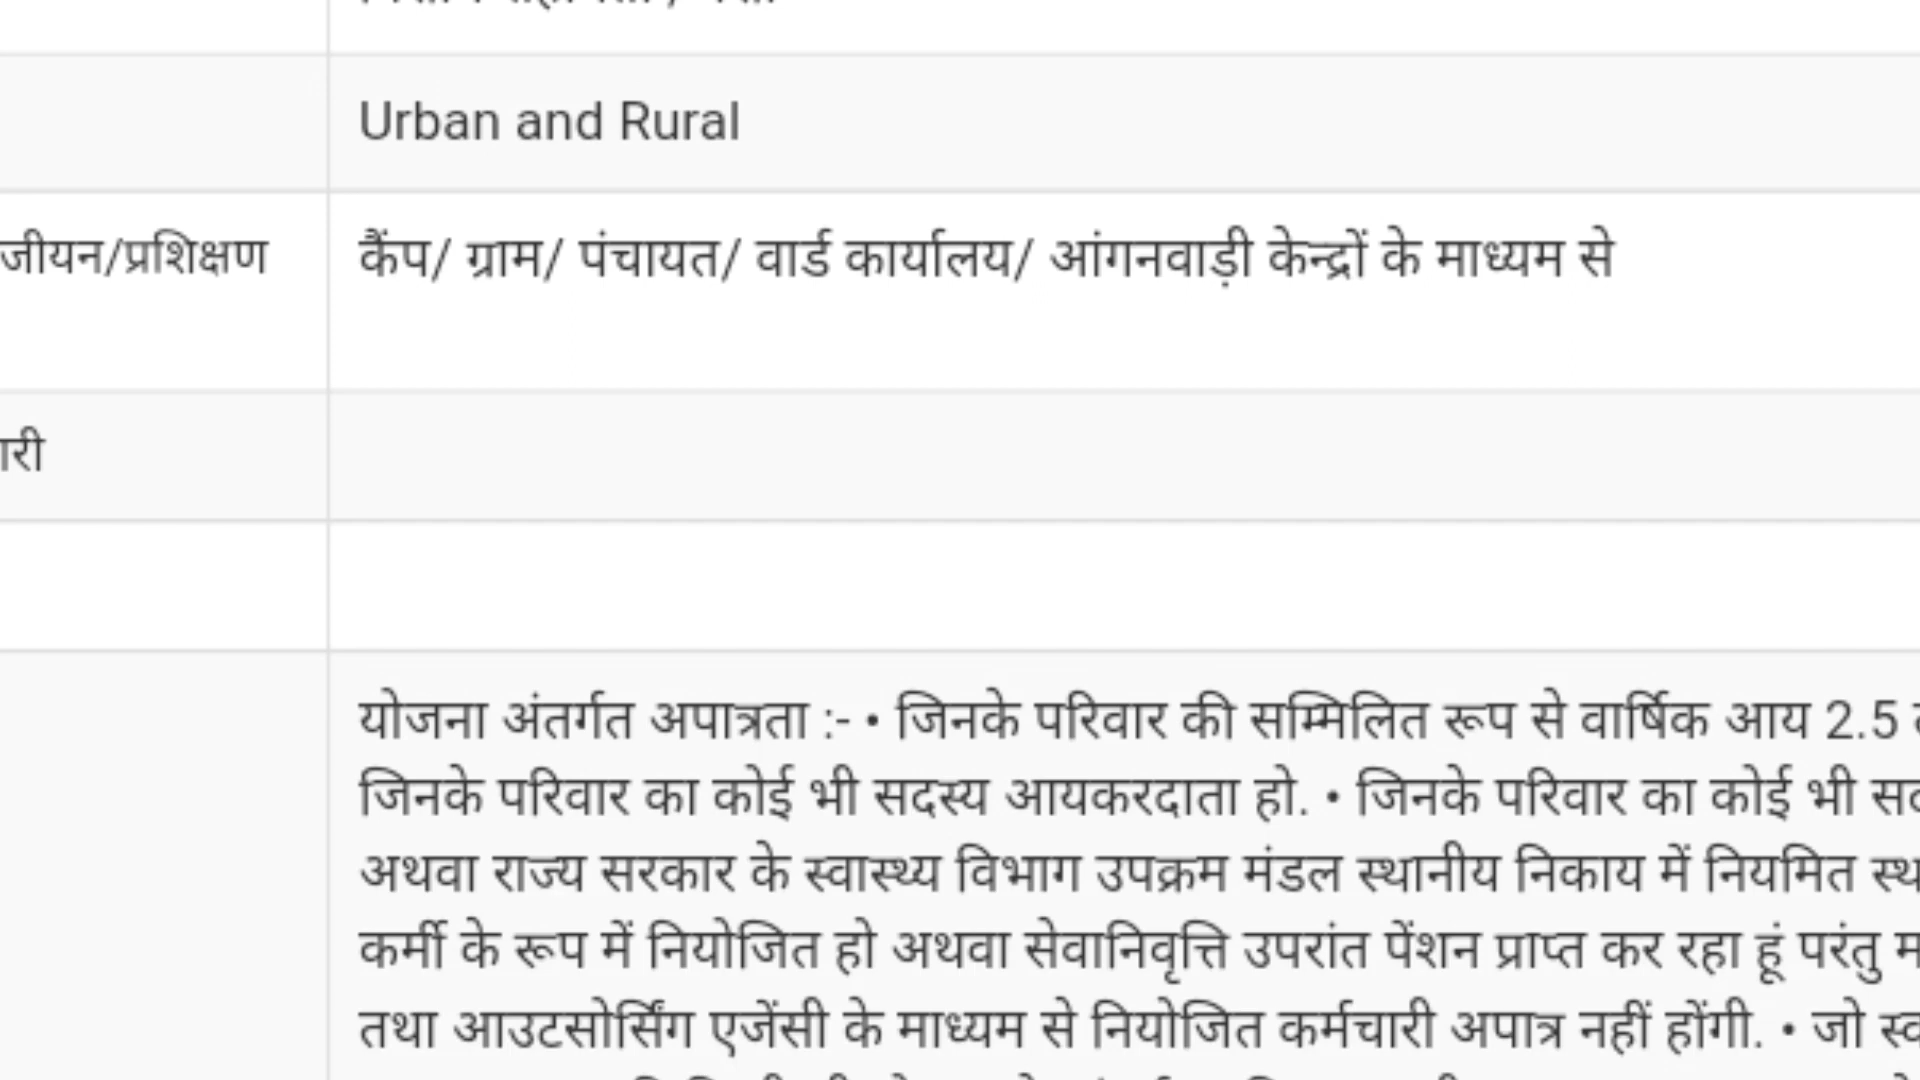 Urban and Rural
जीयन/प्रशिक्षण कैंप/ ग्राम/ पंचायत/ वार्ड कार्यालय/ आंगनवाड़ी केन्द्रों के माध्यम से
योजना अंतर्गत अपात्रता :- • जिनके परिवार की सम्मिलित रूप से वार्षिक आय 2.5
जिनके परिवार का कोई भी सदस्य आयकरदाता हो. • जिनके परिवार का कोई भी
अथवा राज्य सरकार के स्वास्थ्य विभाग उपक्रम मंडल स्थानीय निकाय में नियमित
कर्मी के रूप में नियोजित हो अथवा सेवानिवृत्ति उपरांत पेंशन प्राप्त कर रहा हूं परंतु
तथा आउटसोर्सिंग एजेंसी के माध्यम से नियोजित कर्मचारी अपात्र नहीं होंगी. • जो